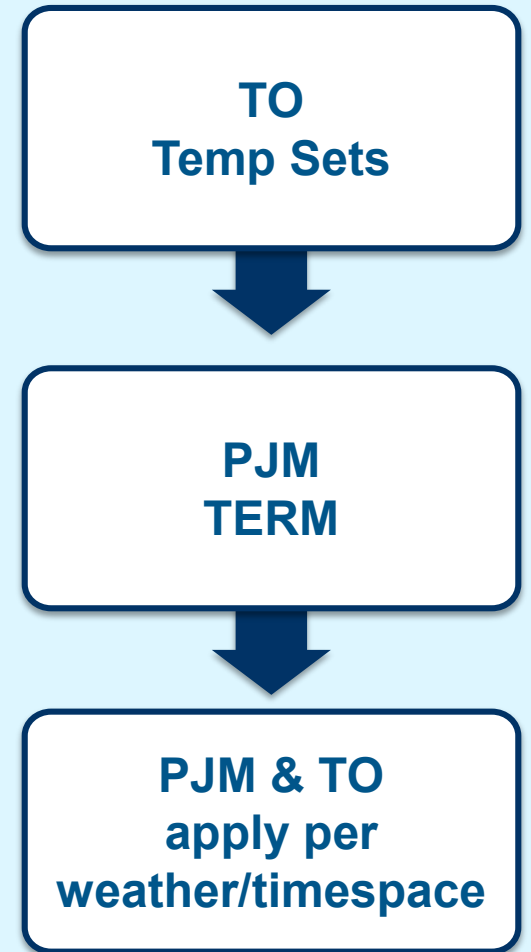 TO
Temp Sets
PJM
TERM
PJM & TO
apply per
weather/timespace